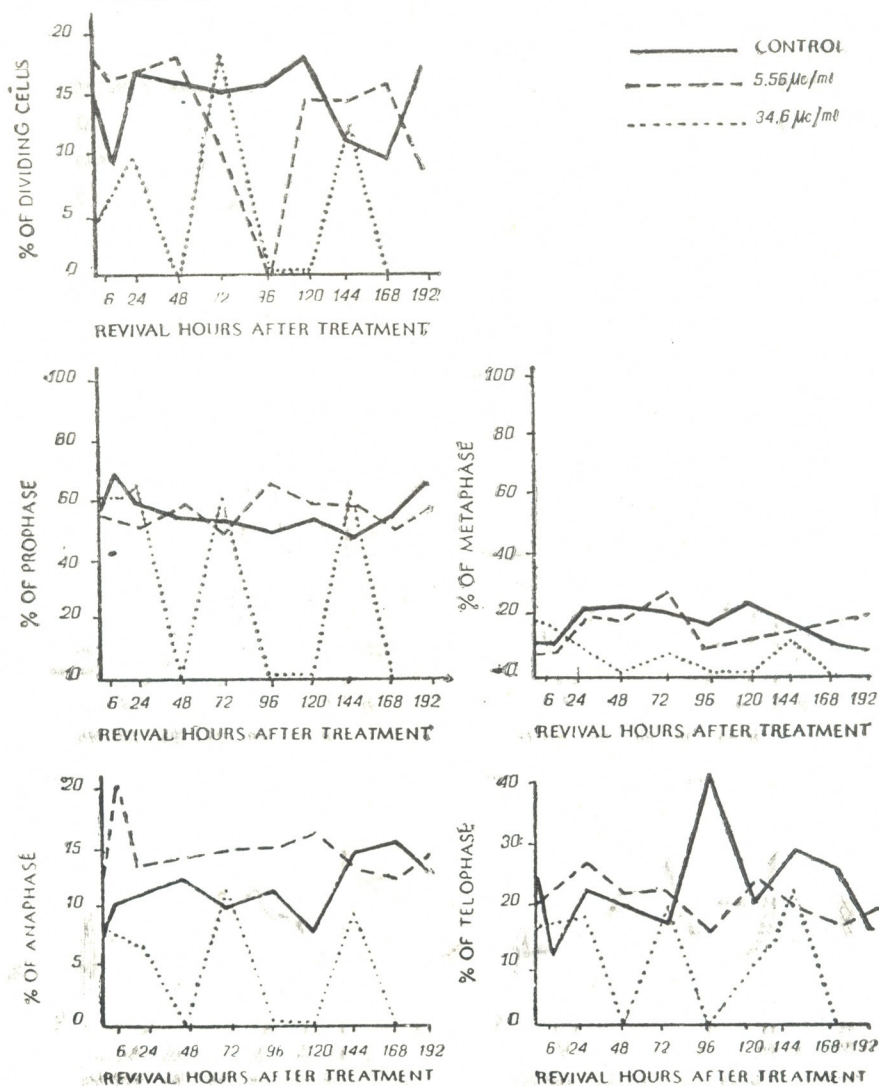 20
15
10
5
0
% OF DIVIDING CELLS
6 24 48 72 96 120 144 168 192
REVIVAL HOURS AFTER TREATMENT
CONTROL
5,56 µc/ml
34,6 µc/ml
100
80
60
40
20
0
% OF PROPHASE
6 24 48 72 96 120 144 168 192
REVIVAL HOURS AFTER TREATMENT
100
80
60
40
20
0
% OF METAPHASE
6 24 48 72 96 120 144 168 192
REVIVAL HOURS AFTER TREATMENT
20
15
10
5
0
% OF ANAPHASE
6 24 48 72 96 120 144 168 192
REVIVAL HOURS AFTER TREATMENT
40
30
20
10
0
% OF TELOPHASE
6 24 48 72 96 120 144 168 192
REVIVAL HOURS AFTER TREATMENT